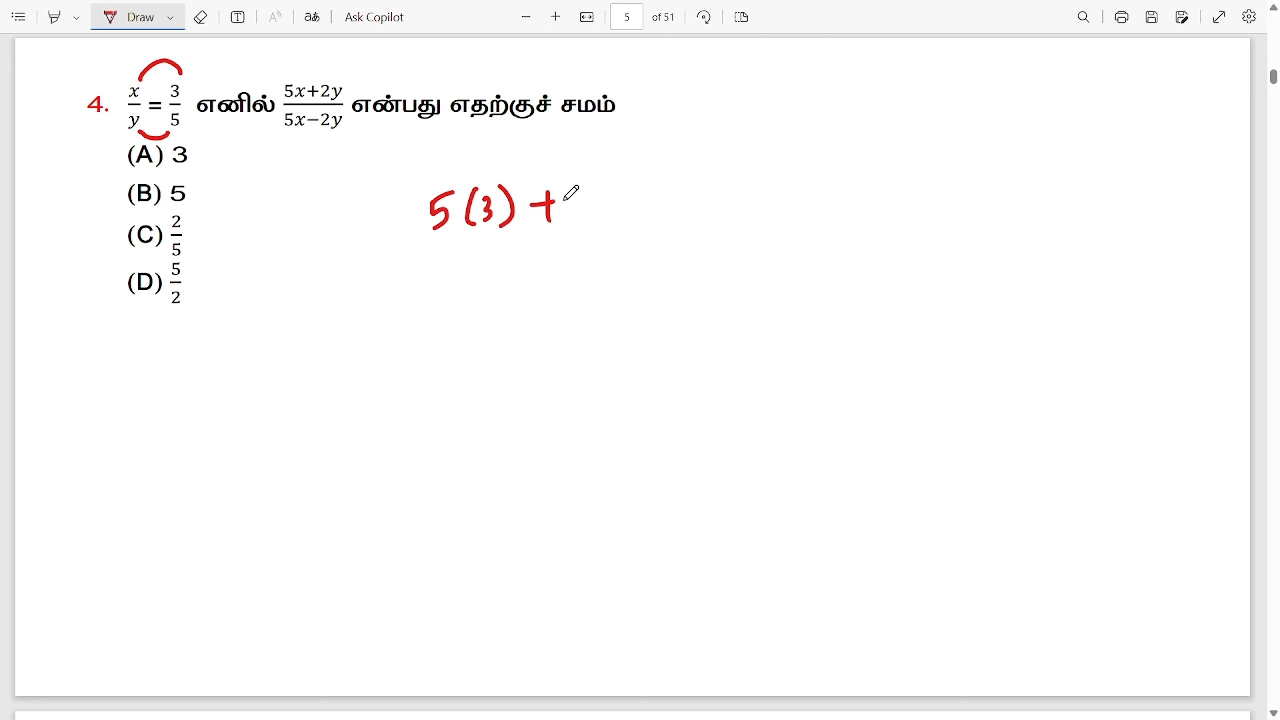 Draw Ask Copilot 5 of 51
4. x/y = 3/5 எனில் 5x+2y/5x−2y என்பது எதற்குச் சமம்
(A) 3
(B) 5
(C) 2/5
(D) 5/2
5(3) +